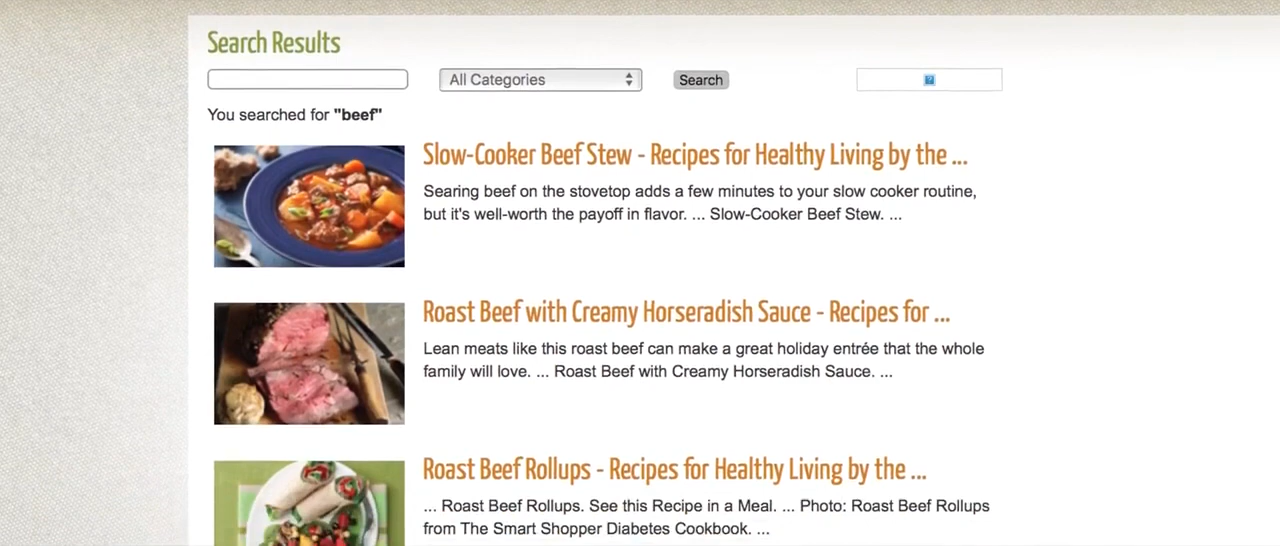 Search Results
All Categories
Search
You searched for "beef"
Slow-Cooker Beef Stew - Recipes for Healthy Living by the ...
Searing beef on the stovetop adds a few minutes to your slow cooker routine,
but it's well-worth the payoff in flavor. ... Slow-Cooker Beef Stew. ...
Roast Beef with Creamy Horseradish Sauce - Recipes for ...
Lean meats like this roast beef can make a great holiday entrée that the whole
family will love. ... Roast Beef with Creamy Horseradish Sauce. ...
Roast Beef Rollups - Recipes for Healthy Living by the ...
... Roast Beef Rollups. See this Recipe in a Meal. ... Photo: Roast Beef Rollups
from The Smart Shopper Diabetes Cookbook. ...